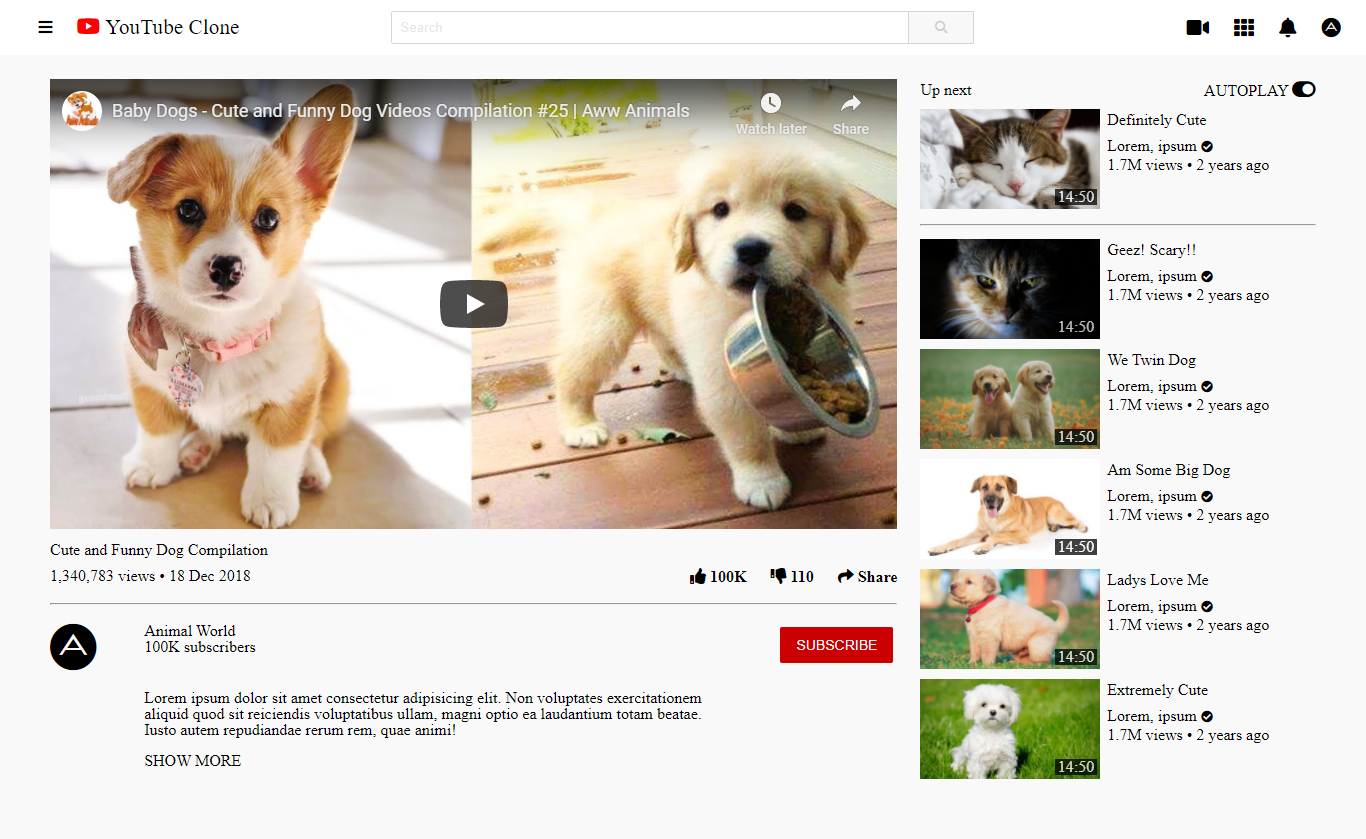 YouTube Clone
Search
Baby Dogs - Cute and Funny Dog Videos Compilation #25 | Aww Animals
Watch later
Share
Cute and Funny Dog Compilation
1,340,783 views • 18 Dec 2018
100K
110
Share
Animal World
100K subscribers
SUBSCRIBE
Lorem ipsum dolor sit amet consectetur adipisicing elit. Non voluptates exercitationem
aliquid quod sit reiciendis voluptatibus ullam, magni optio ea laudantium totam beatae.
Iusto autem repudiandae rerum rem, quae animi!
SHOW MORE
Up next
AUTOPLAY
14:50
Definitely Cute
Lorem, ipsum
1.7M views • 2 years ago
14:50
Geez! Scary!!
Lorem, ipsum
1.7M views • 2 years ago
14:50
We Twin Dog
Lorem, ipsum
1.7M views • 2 years ago
14:50
Am Some Big Dog
Lorem, ipsum
1.7M views • 2 years ago
14:50
Ladys Love Me
Lorem, ipsum
1.7M views • 2 years ago
14:50
Extremely Cute
Lorem, ipsum
1.7M views • 2 years ago